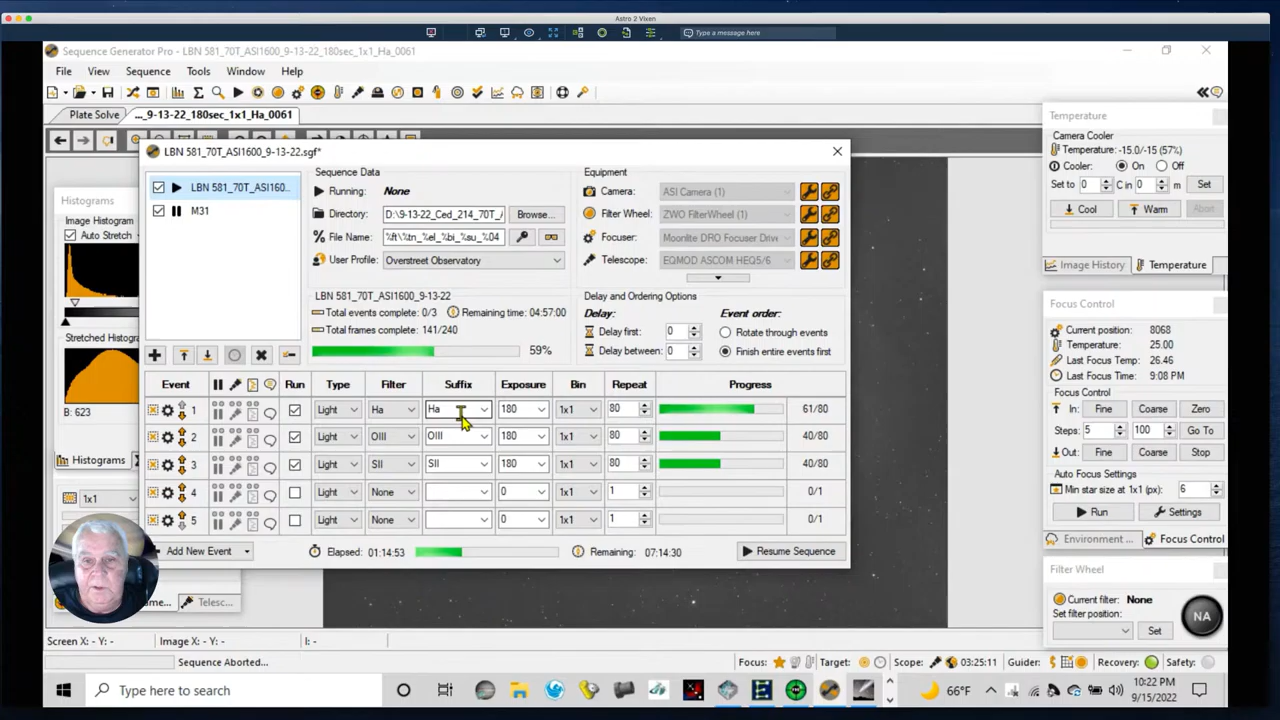 Astro 2 Vixen
Type a message here
Sequence Generator Pro - LBN 581_70T_ASI1600_9-13-22_180sec_1x1_Ha_0061
File View Sequence Tools Window Help
Plate Solve ..._9-13-22_180sec_1x1_Ha_0061
LBN 581_70T_ASI1600_9-13-22.sgf*
LBN 581_70T_ASI160...
M31
Sequence Data
Running: None
Directory: D:\9-13-22_Ced_214_70T_ Browse...
File Name: %ft\%tn_%el_%bi_%su_%04
User Profile: Overstreet Observatory
Equipment
Camera: ASI Camera (1)
Filter Wheel: ZWO FilterWheel (1)
Focuser: Moonlite DRO Focuser Drive
Telescope: EQMOD ASCOM HEQ5/6
LBN 581_70T_ASI1600_9-13-22
Total events complete: 0/3 Remaining time: 04:57:00
Total frames complete: 141/240
59%
Delay and Ordering Options
Delay: Event order:
Delay first: 0 Rotate through events
Delay between: 0 Finish entire events first
Event Run Type Filter Suffix Exposure Bin Repeat Progress
1 Light Ha Ha 180 1x1 80 61/80
2 Light OIII OIII 180 1x1 80 40/80
3 Light SII SII 180 1x1 80 40/80
4 Light None 0 1x1 1 0/1
5 Light None 0 1x1 1 0/1
Add New Event Elapsed: 01:14:53 Remaining: 07:14:30 Resume Sequence
Histograms
Image Histogram
Auto Stretch
Stretched Histogram
B: 623
Histograms
1x1
Telesc...
Temperature
Camera Cooler
Temperature: -15.0/-15 (57%)
Cooler: On Off
Set to 0 C in 0 m Set
Cool Warm Abort
Image History Temperature
Focus Control
Current position: 8068
Temperature: 25.00
Last Focus Temp: 26.46
Last Focus Time: 9:08 PM
Focus Control
In: Fine Coarse Zero
Steps: 5 100 Go To
Out: Fine Coarse Stop
Auto Focus Settings
Min star size at 1x1 (px): 6
Run Settings
Environment ... Focus Control
Filter Wheel
Current filter: None
Set filter position:
Set
NA
Screen X: - Y: - Image X: - Y: - I: -
Sequence Aborted...
Focus: Target: Scope: 03:25:11 Guider: Recovery: Safety:
Type here to search
66°F
10:22 PM
9/15/2022